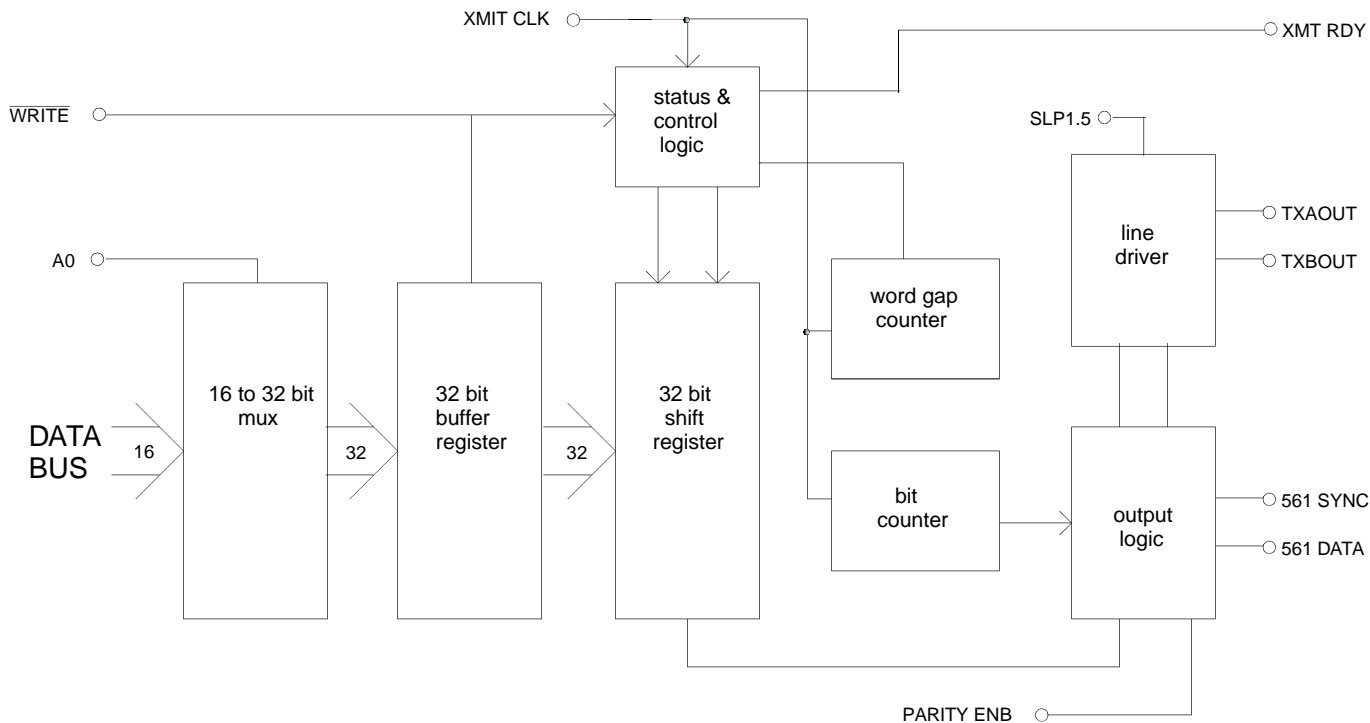 XMIT CLK
XMT RDY
WRITE
status &
control
logic
SLP1.5
TXAOUT
line
driver
TXBOUT
A0
word gap
counter
16 to 32 bit
mux
32 bit
buffer
register
32 bit
shift
register
DATA
BUS
16
32
32
bit
counter
output
logic
561 SYNC
561 DATA
PARITY ENB